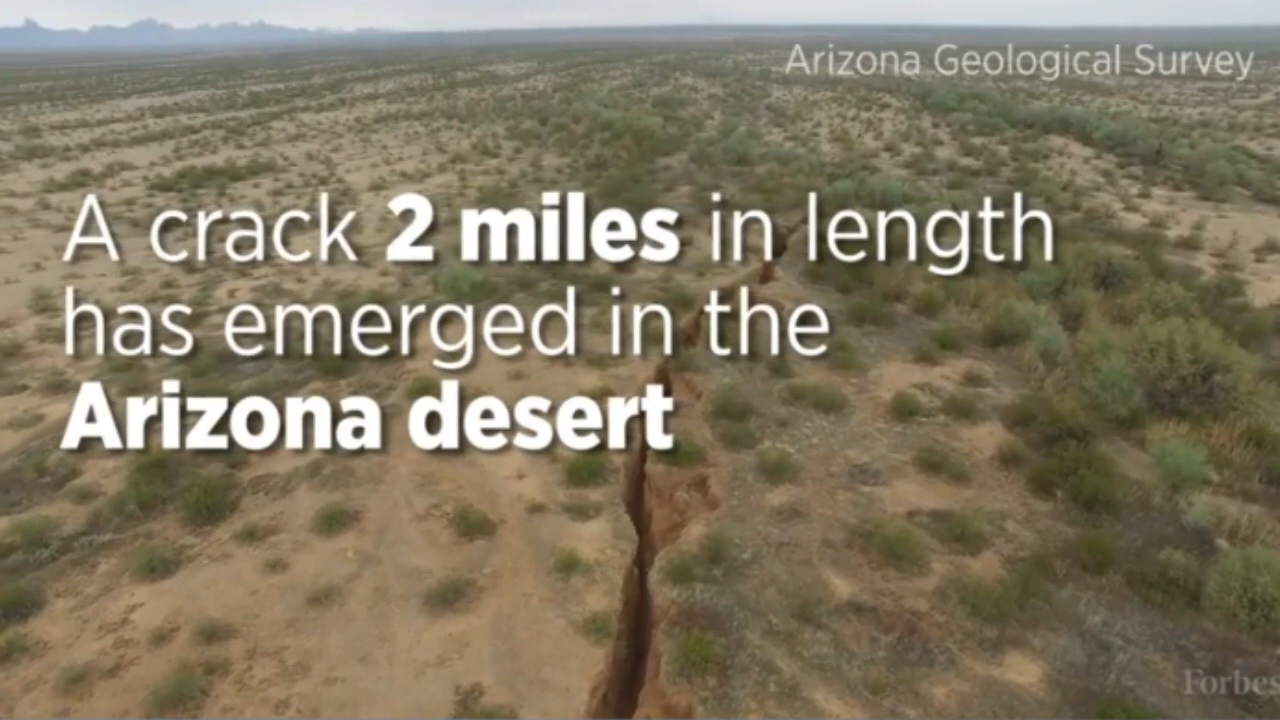 Arizona Geological Survey
A crack 2 miles in length
has emerged in the
Arizona desert
Forbes